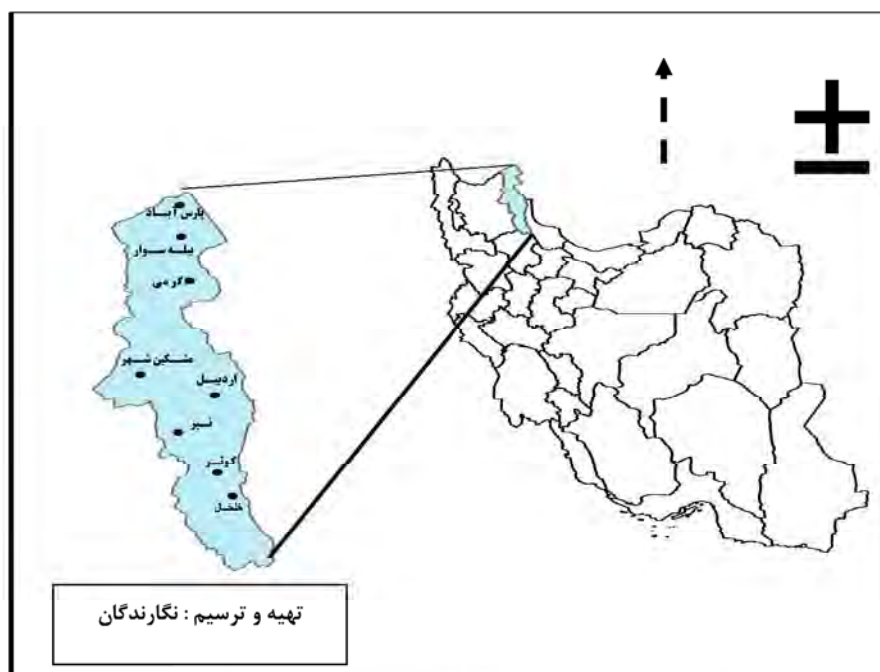 پارس آباد
بیله سوار
گرمی
مشکین شهر
اردبیل
نیر
کوثر
خلخال
تهیه و ترسیم : نگارندگان